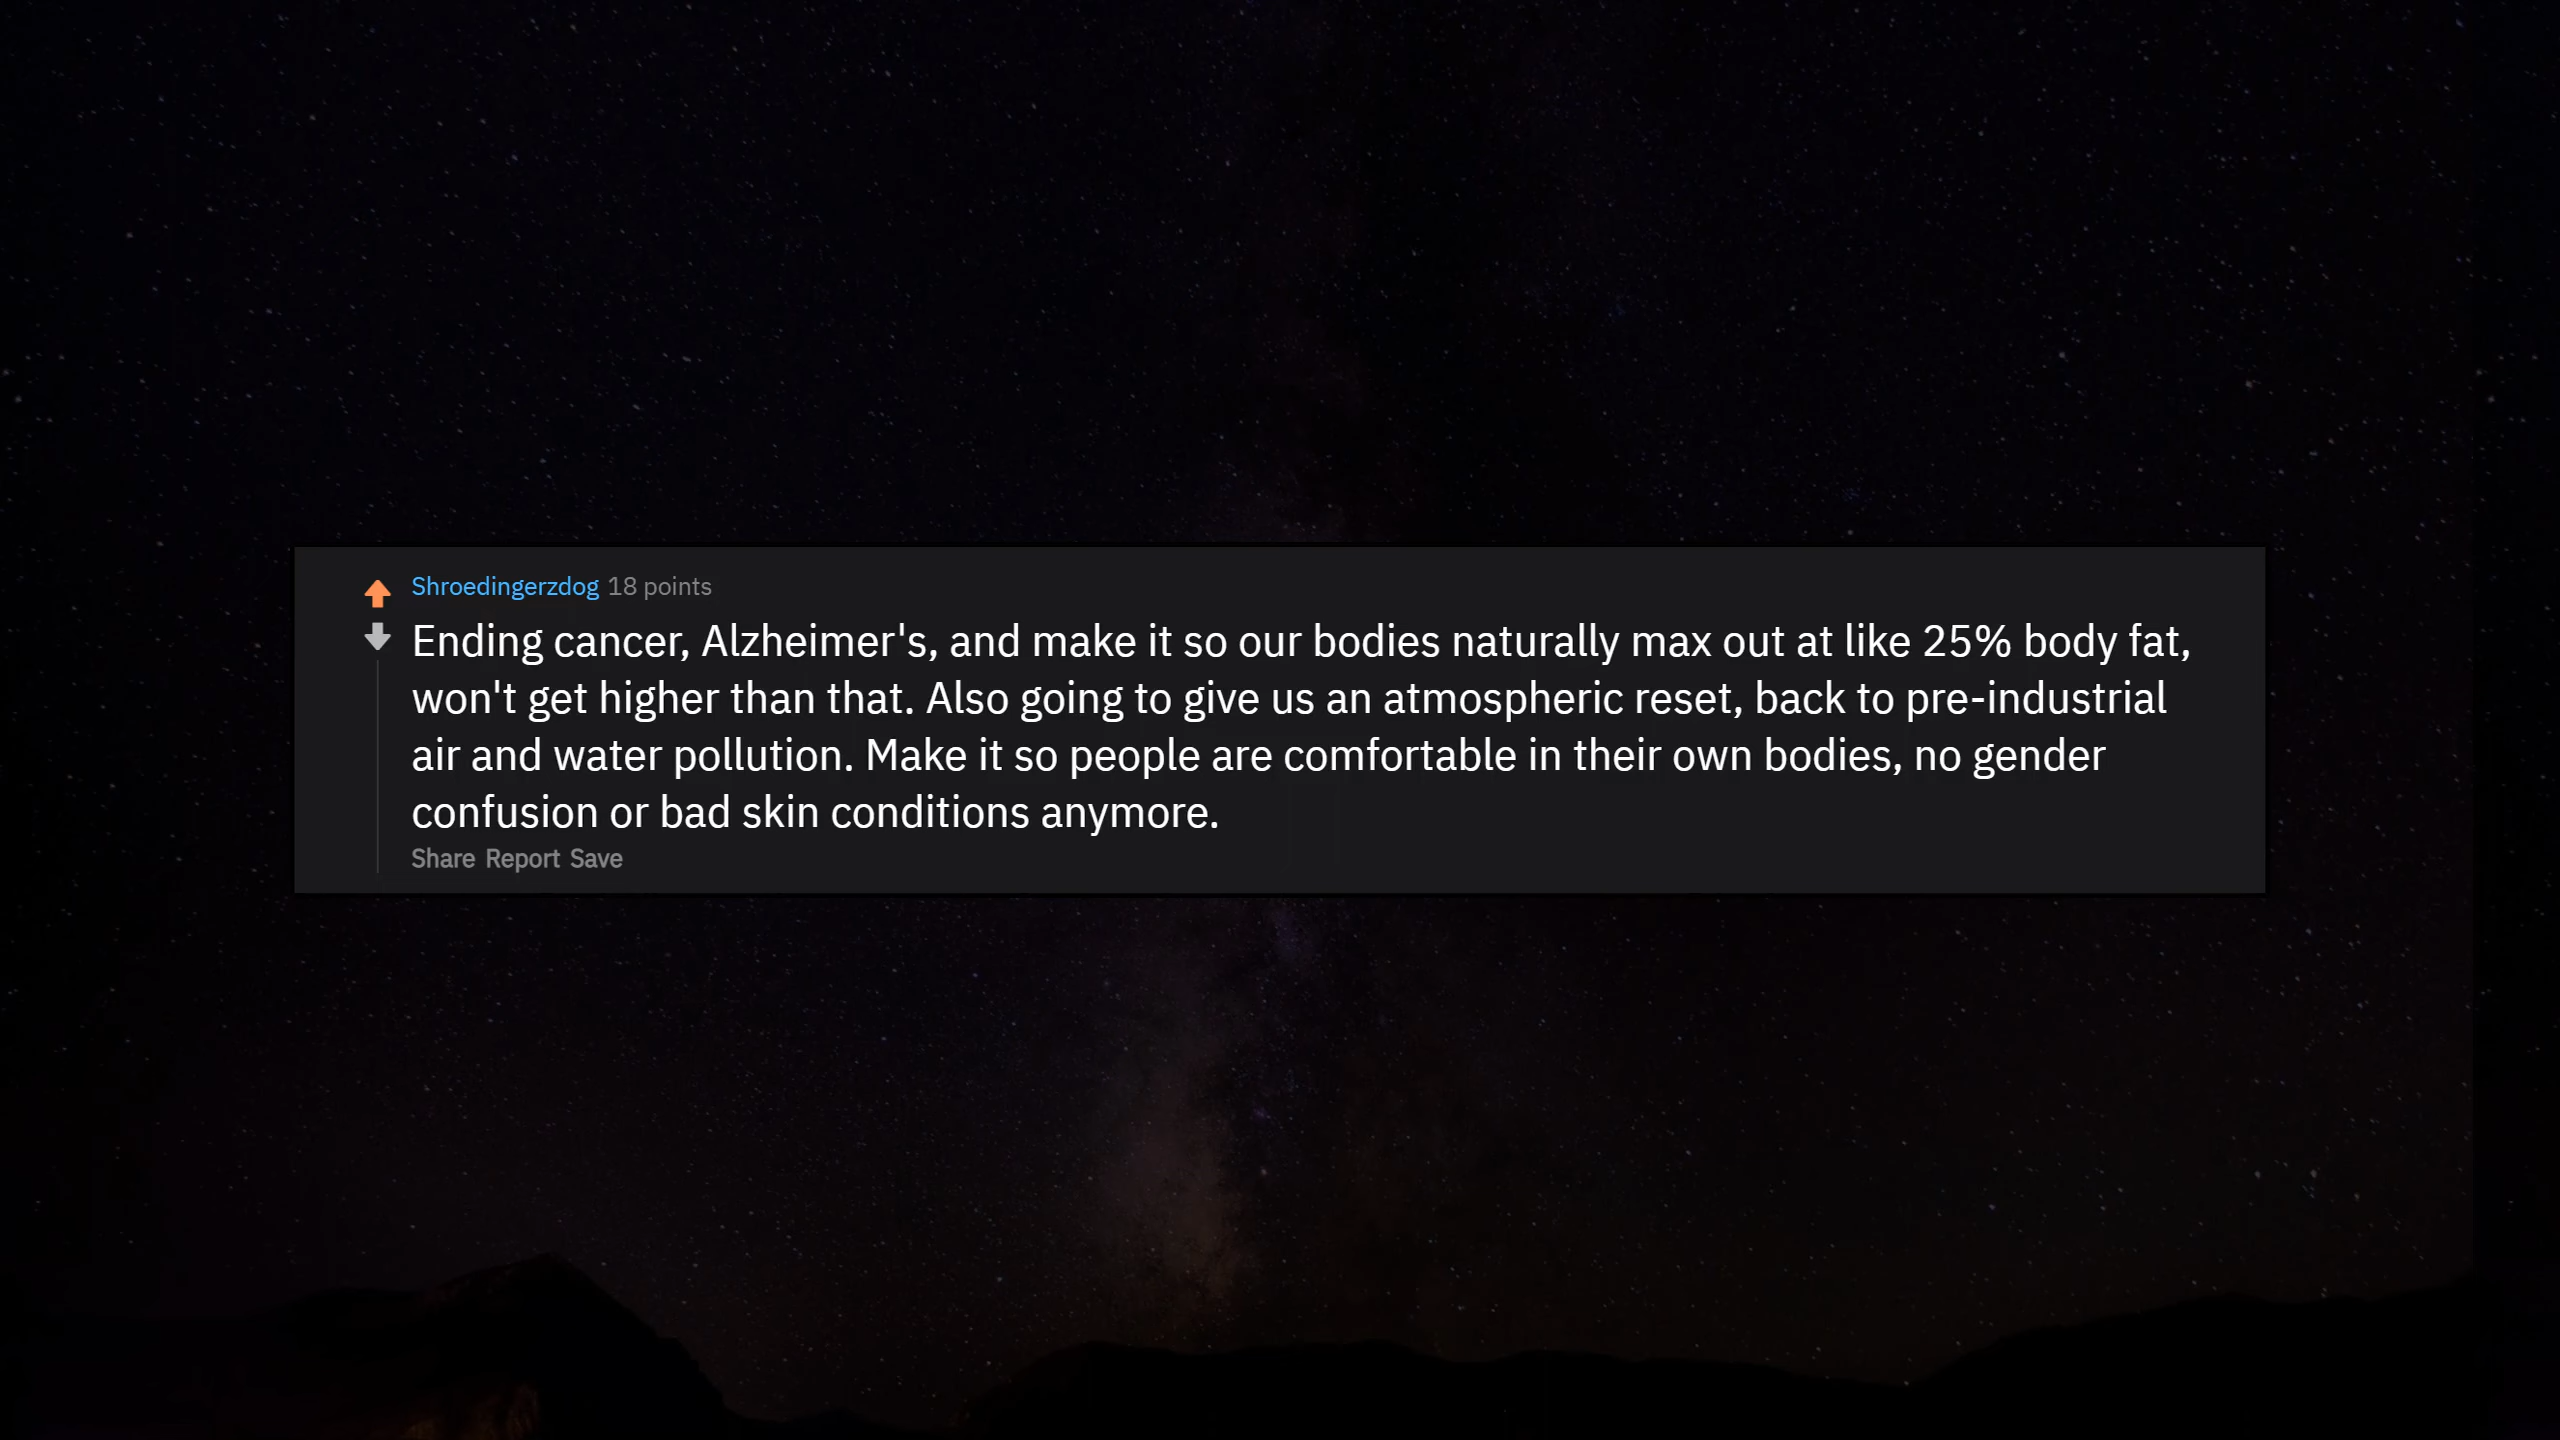 Shroedingerzdog 18 points
Ending cancer, Alzheimer's, and make it so our bodies naturally max out at like 25% body fat,
won't get higher than that. Also going to give us an atmospheric reset, back to pre-industrial
air and water pollution. Make it so people are comfortable in their own bodies, no gender
confusion or bad skin conditions anymore.
Share Report Save